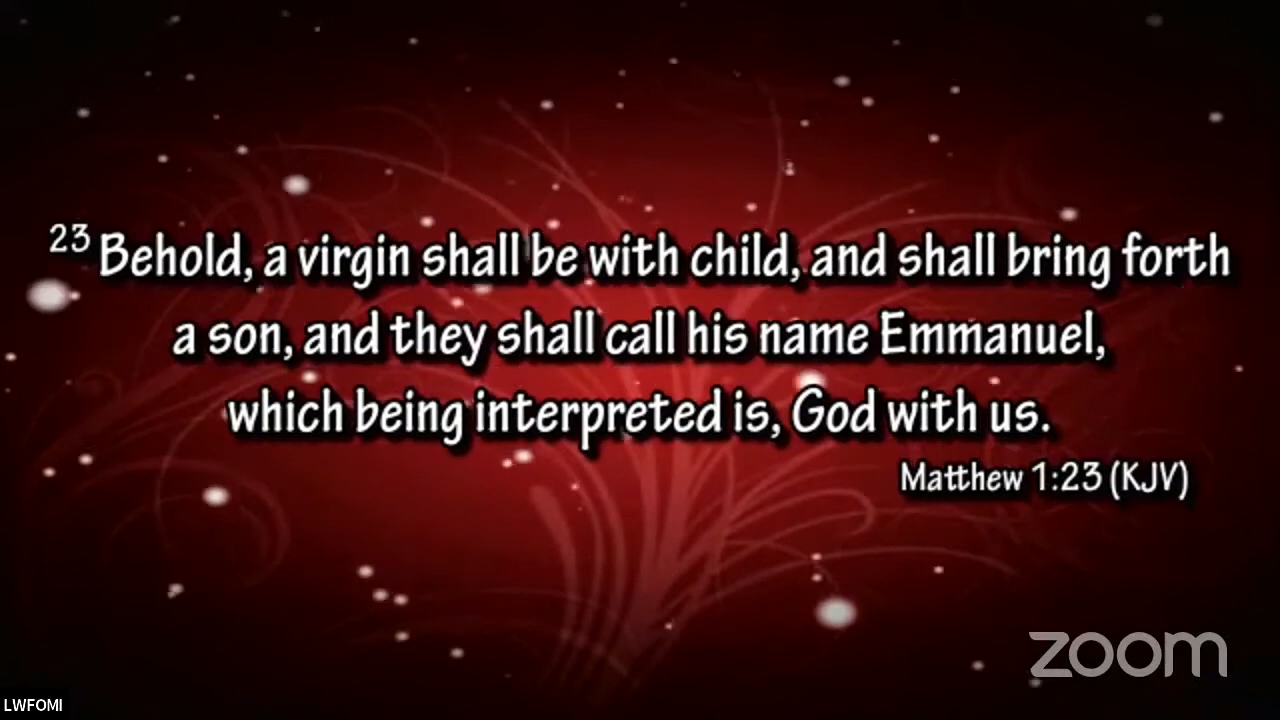 23 Behold, a virgin shall be with child, and shall bring forth
a son, and they shall call his name Emmanuel,
which being interpreted is, God with us.
Matthew 1:23 (KJV)
zoom
LWFOMI